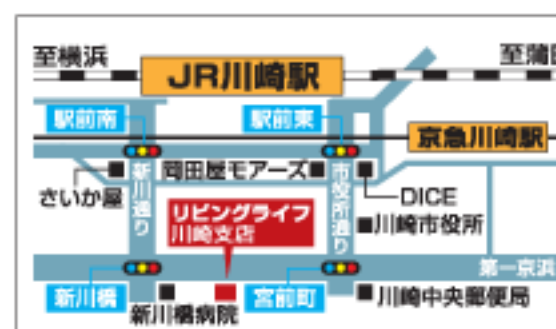 至横浜
JR川崎駅
至蒲田
駅前南
駅前東
京急川崎駅
さいか屋
新川通り
岡田屋モアーズ
市役所通り
DICE
川崎市役所
リビングライフ
川崎支店
第一京浜
新川橋
新川橋病院
宮前町
川崎中央郵便局